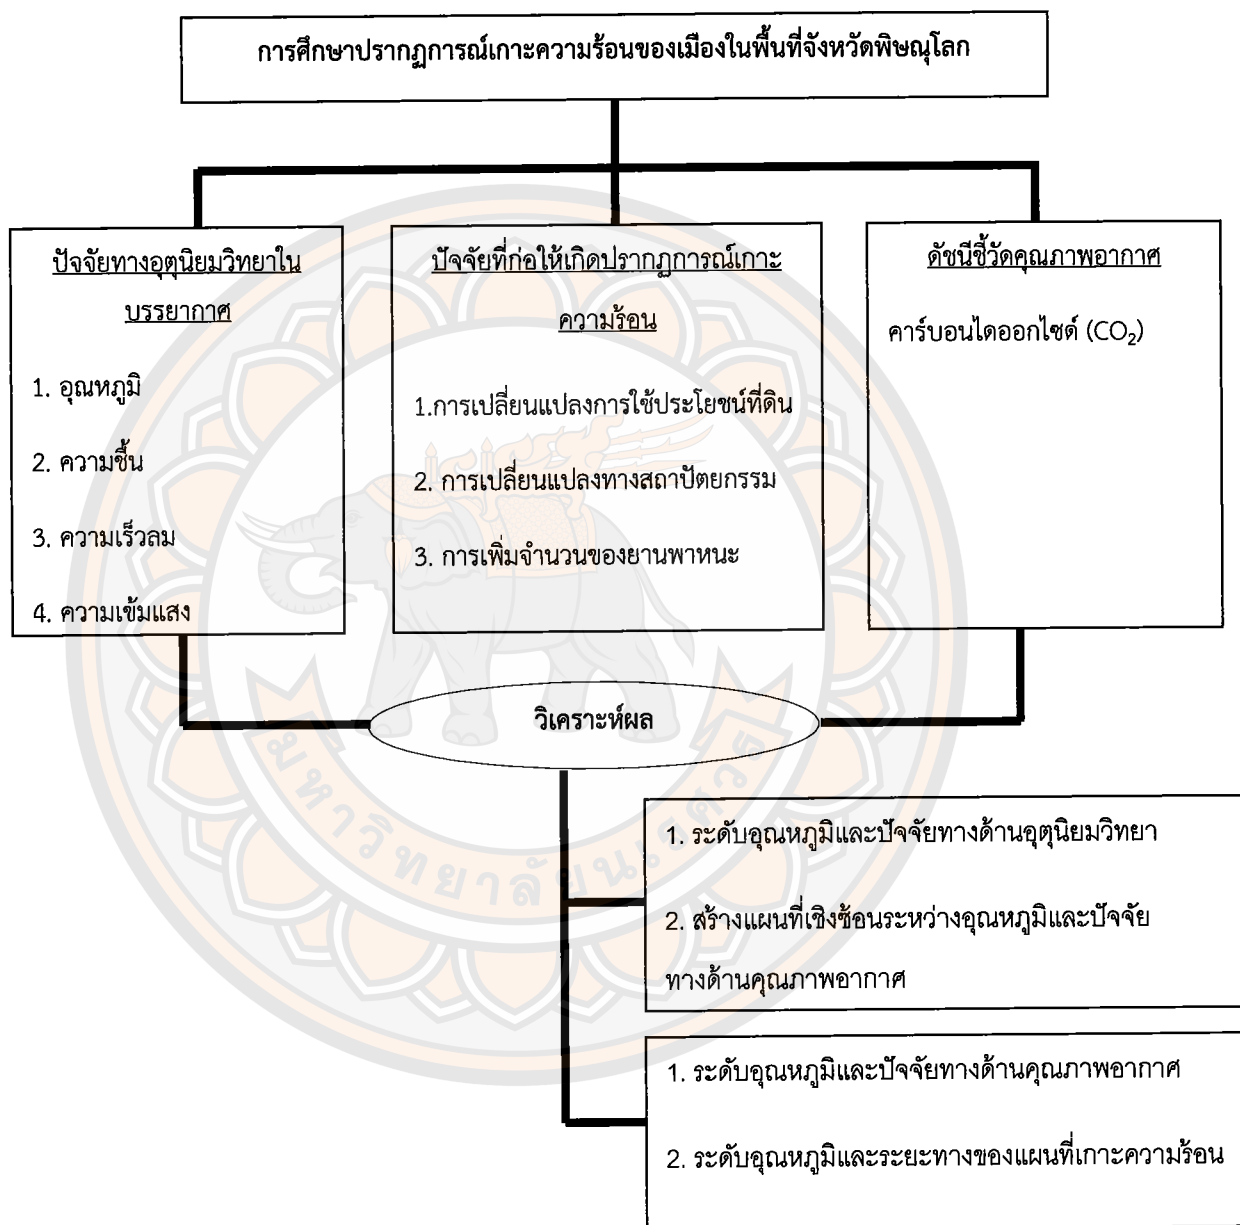 การศึกษาปรากฏการณ์เกาะความร้อนของเมืองในพื้นที่จังหวัดพิษณุโลก
ปัจจัยทางอุตุนิยมวิทยาใน
บรรยากาศ
1. อุณหภูมิ
2. ความชื้น
3. ความเร็วลม
4. ความเข้มแสง
ปัจจัยที่ก่อให้เกิดปรากฏการณ์เกาะ
ความร้อน
1.การเปลี่ยนแปลงการใช้ประโยชน์ที่ดิน
2. การเปลี่ยนแปลงทางสถาปัตยกรรม
3. การเพิ่มจำนวนของยานพาหนะ
ดัชนีชี้วัดคุณภาพอากาศ
คาร์บอนไดออกไซด์ (CO₂)
วิเคราะห์ผล
1. ระดับอุณหภูมิและปัจจัยทางด้านอุตุนิยมวิทยา
2. สร้างแผนที่เชิงซ้อนระหว่างอุณหภูมิและปัจจัย
ทางด้านคุณภาพอากาศ
1. ระดับอุณหภูมิและปัจจัยทางด้านคุณภาพอากาศ
2. ระดับอุณหภูมิและระยะทางของแผนที่เกาะความร้อน
มหาวิทยาลัยนเรศวร